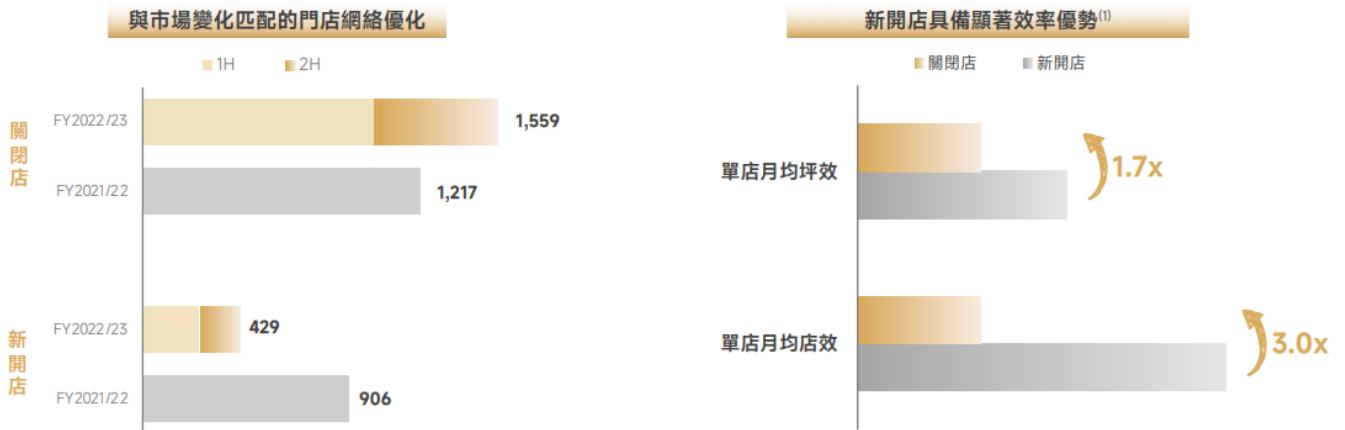 與市場變化匹配的門店網絡優化
1H 2H
關閉店
FY2022/23 1,559
FY2021/22 1,217
新開店
FY2022/23 429
FY2021/22 906
新開店具備顯著效率優勢(1)
關閉店 新開店
單店月均坪效 1.7x
單店月均店效 3.0x